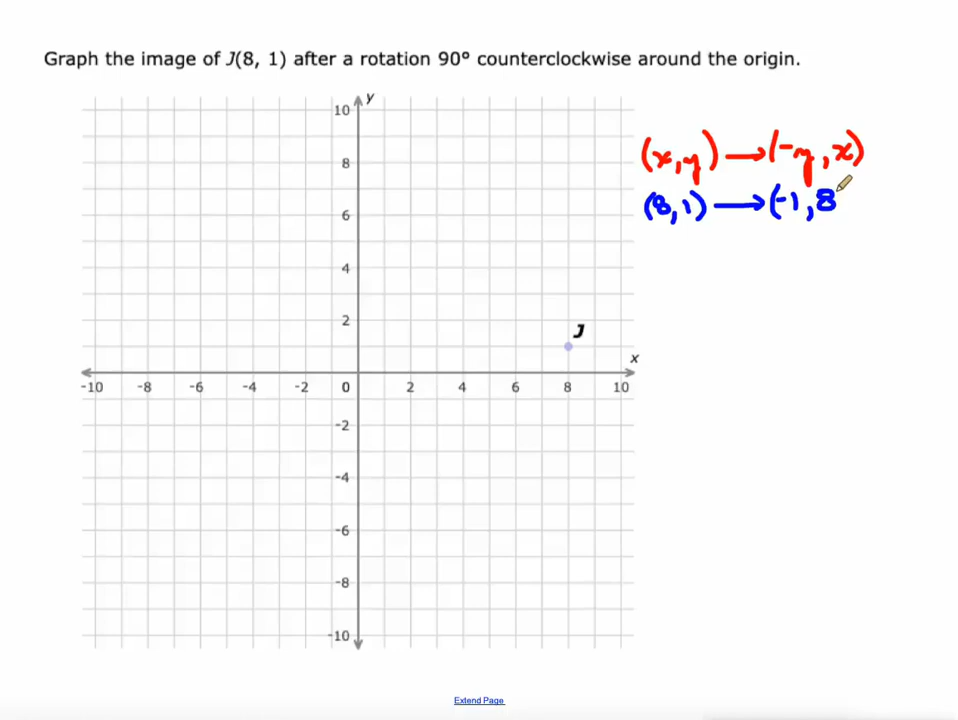 Graph the image of J(8, 1) after a rotation 90° counterclockwise around the origin.
y
10
8
6
4
2
-10 -8 -6 -4 -2 0 2 4 6 8 10
x
-2
-4
-6
-8
-10
J
(x,y) → (-y,x)
(8,1) → (-1,8
Extend Page